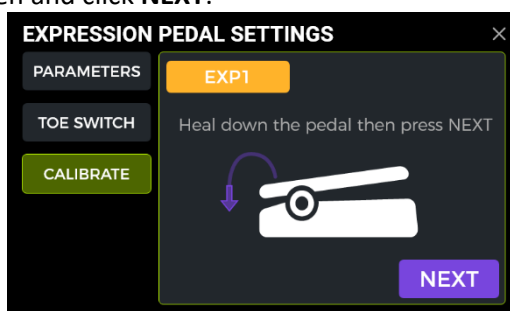 en and click NEXT.
EXPRESSION PEDAL SETTINGS
PARAMETERS
EXP1
TOE SWITCH
Heal down the pedal then press NEXT
CALIBRATE
NEXT